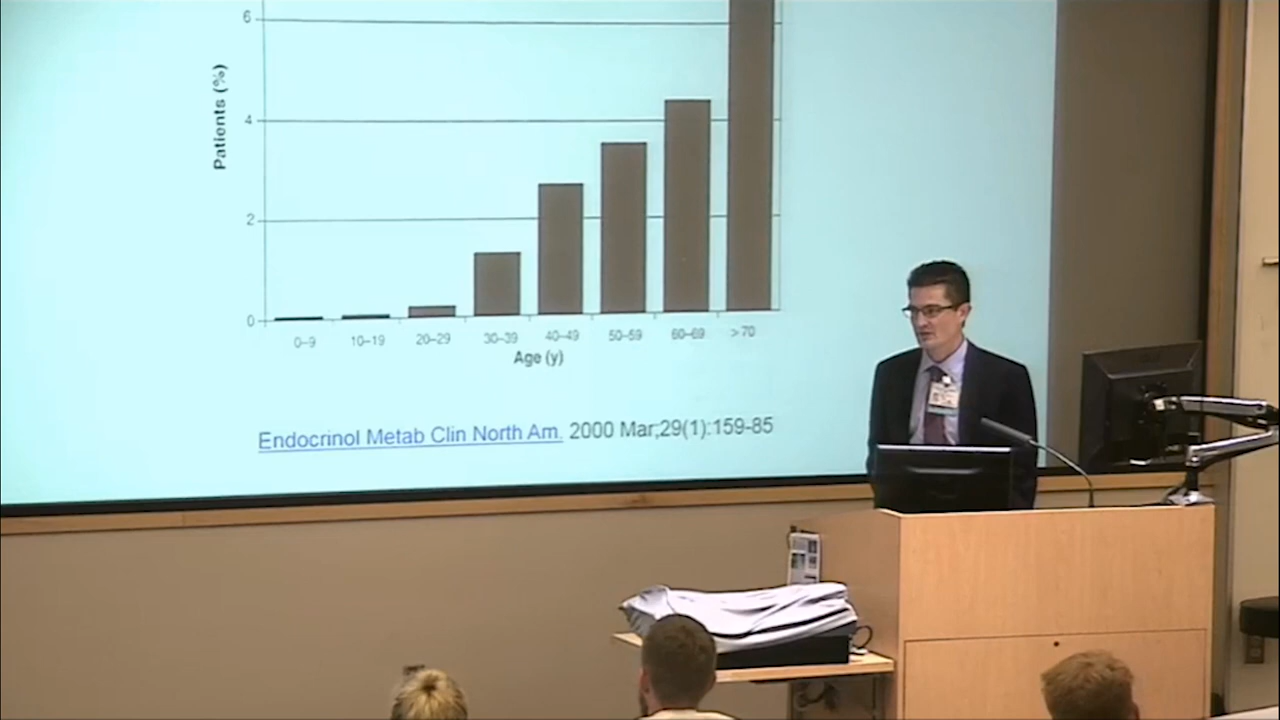 6
Patients (%)
4
2
0
0–9 10–19 20–29 30–39 40–49 50–59 60–69 >70
Age (y)
Endocrinol Metab Clin North Am. 2000 Mar;29(1):159-85